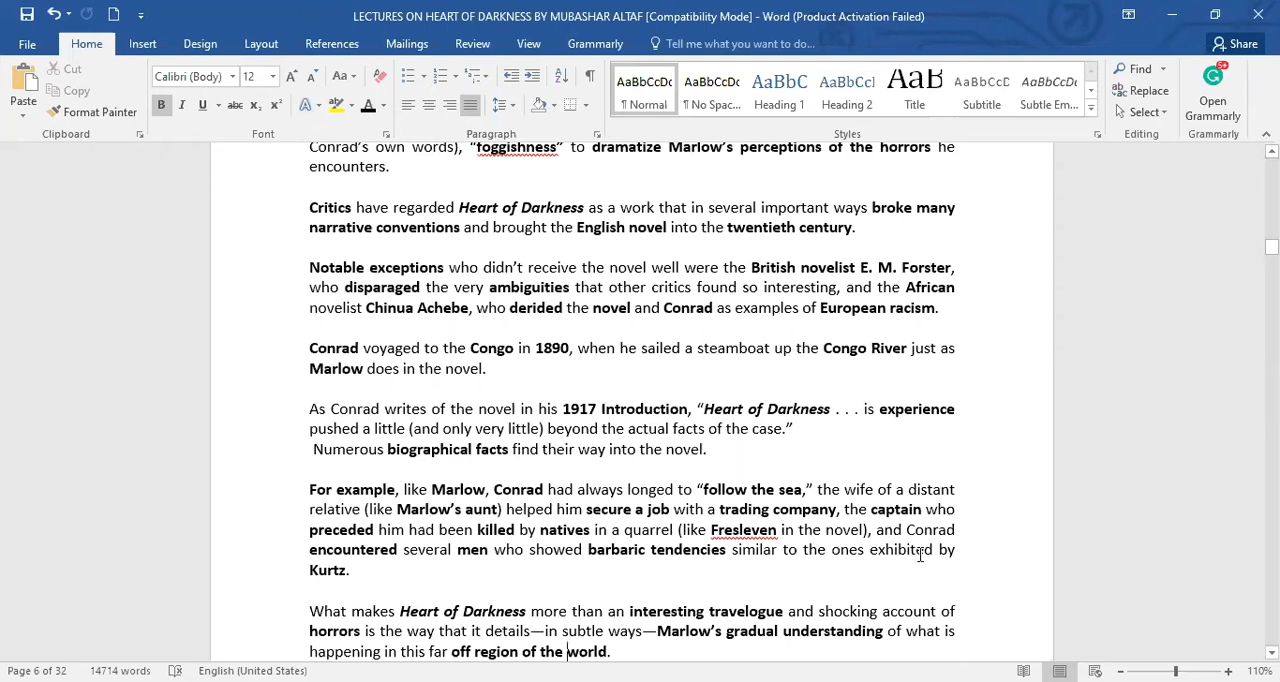 LECTURES ON HEART OF DARKNESS BY MUBASHAR ALTAF [Compatibility Mode] - Word (Product Activation Failed)
File Home Insert Design Layout References Mailings Review View Grammarly Tell me what you want to do... Share
Paste Cut Copy Format Painter
Calibri (Body) 12
¶ Normal ¶ No Spac... Heading 1 Heading 2 Title Subtitle Subtle Em...
Find Replace Select
Open Grammarly
Clipboard Font Paragraph Styles Editing Grammarly
Conrad's own words), "foggishness" to dramatize Marlow's perceptions of the horrors he
encounters.
Critics have regarded Heart of Darkness as a work that in several important ways broke many
narrative conventions and brought the English novel into the twentieth century.
Notable exceptions who didn't receive the novel well were the British novelist E. M. Forster,
who disparaged the very ambiguities that other critics found so interesting, and the African
novelist Chinua Achebe, who derided the novel and Conrad as examples of European racism.
Conrad voyaged to the Congo in 1890, when he sailed a steamboat up the Congo River just as
Marlow does in the novel.
As Conrad writes of the novel in his 1917 Introduction, "Heart of Darkness . . . is experience
pushed a little (and only very little) beyond the actual facts of the case."
Numerous biographical facts find their way into the novel.
For example, like Marlow, Conrad had always longed to "follow the sea," the wife of a distant
relative (like Marlow's aunt) helped him secure a job with a trading company, the captain who
preceded him had been killed by natives in a quarrel (like Fresleven in the novel), and Conrad
encountered several men who showed barbaric tendencies similar to the ones exhibited by
Kurtz.
What makes Heart of Darkness more than an interesting travelogue and shocking account of
horrors is the way that it details—in subtle ways—Marlow's gradual understanding of what is
happening in this far off region of the world.
Page 6 of 32 14714 words English (United States) 110%